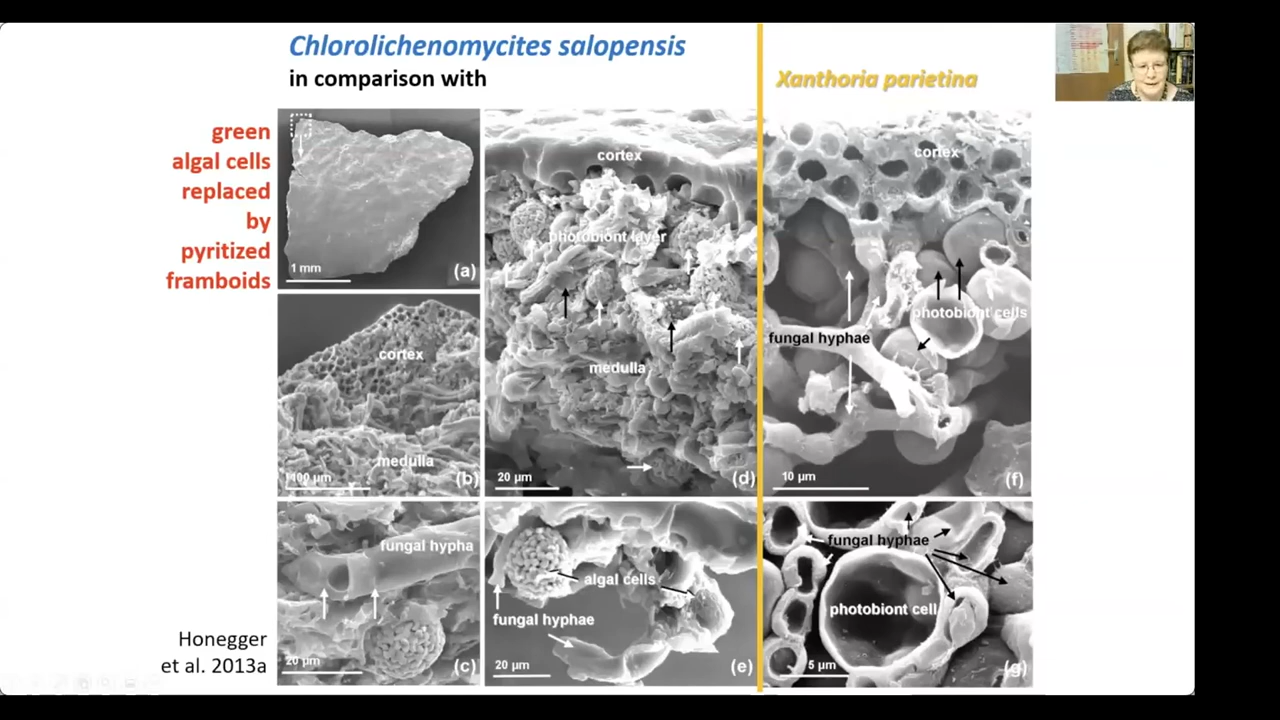 Chlorolichenomycites salopensis
in comparison with
Xanthoria parietina
green
algal cells
replaced
by
pyritized
framboids
1 mm
(a)
cortex
medulla
100 µm
(b)
fungal hypha
20 µm
(c)
cortex
photobiont layer
medulla
20 µm
(d)
algal cells
fungal hyphae
20 µm
(e)
cortex
photobiont cells
fungal hyphae
10 µm
(f)
fungal hyphae
photobiont cell
5 µm
(g)
Honegger
et al. 2013a